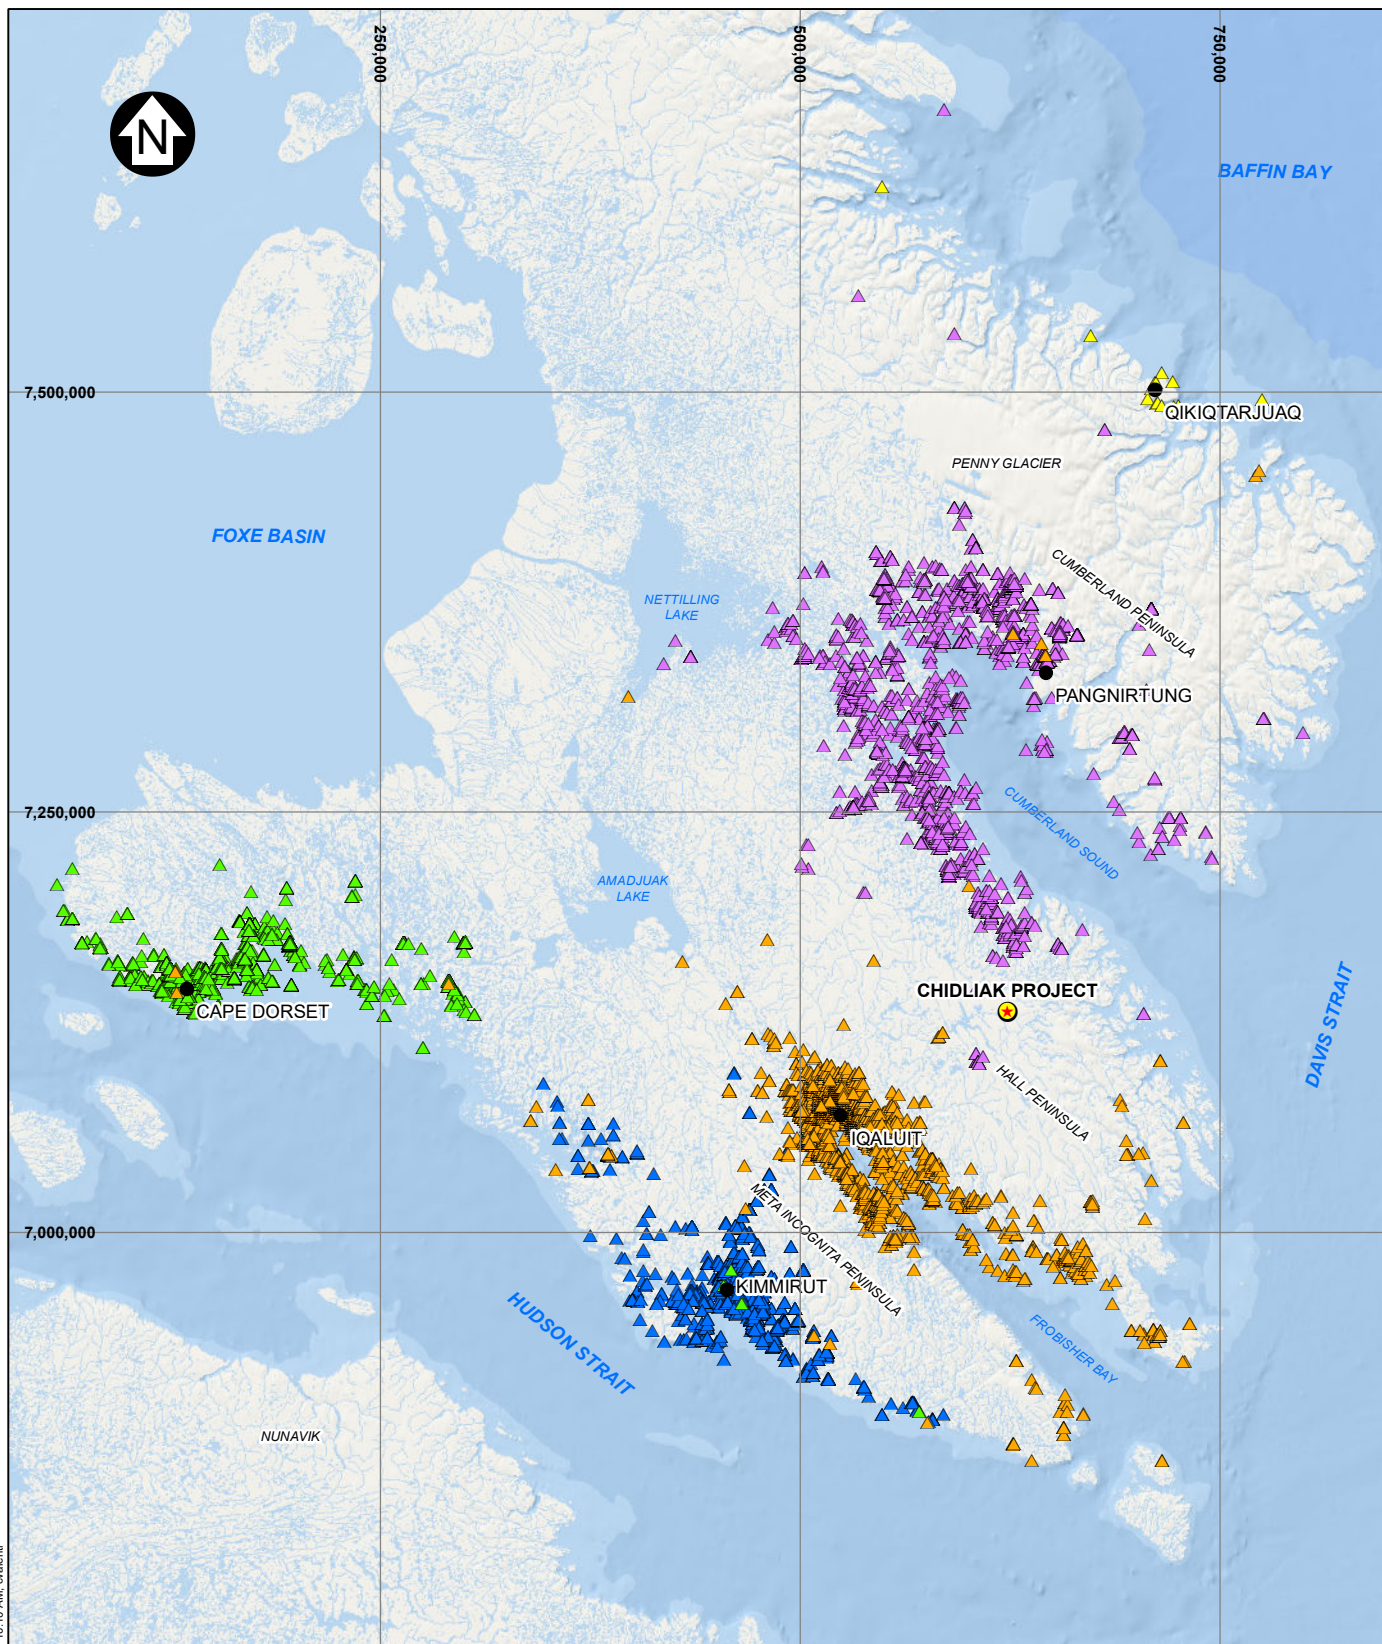 250,000
500,000
750,000
N
BAFFIN BAY
7,500,000
QIKIQTARJUAQ
PENNY GLACIER
FOXE BASIN
CUMBERLAND PENINSULA
NETTILLING
LAKE
PANGNIRTUNG
7,250,000
CUMBERLAND SOUND
AMADJUAK
LAKE
CHIDLIAK PROJECT
CAPE DORSET
DAVIS STRAIT
HALL PENINSULA
IQALUIT
META INCOGNITA PENINSULA
7,000,000
KIMMIRUT
HUDSON STRAIT
FROBISHER BAY
NUNAVIK